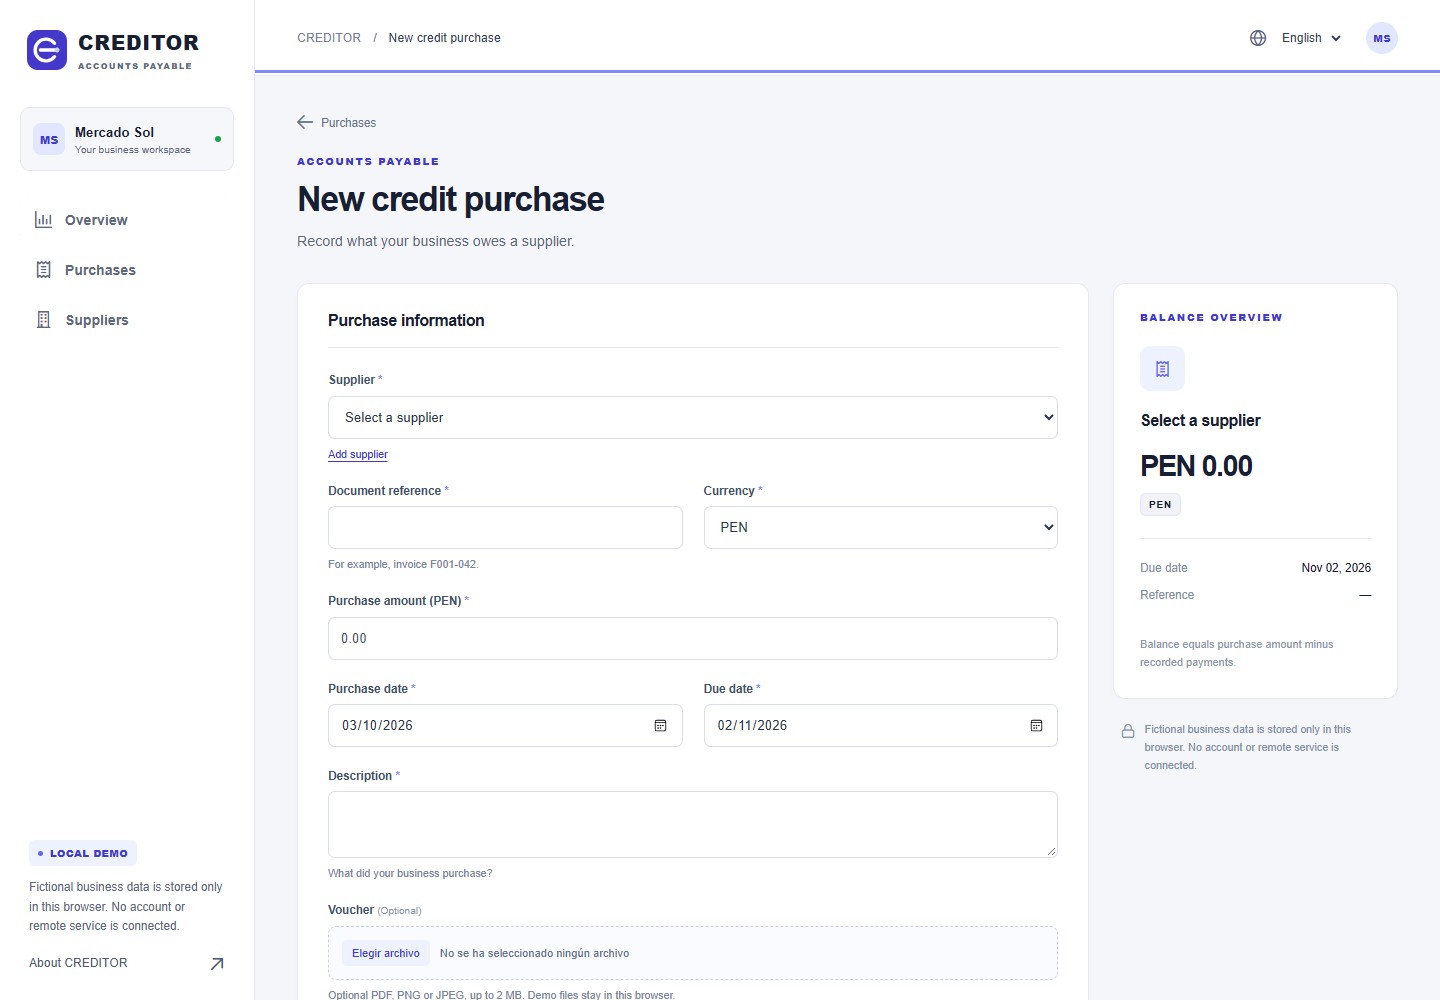 CREDITOR
ACCOUNTS PAYABLE
MS
Mercado Sol
Your business workspace
Overview
Purchases
Suppliers
LOCAL DEMO
Fictional business data is stored only
in this browser. No account or
remote service is connected.
About CREDITOR
CREDITOR / New credit purchase
English
MS
Purchases
ACCOUNTS PAYABLE
New credit purchase
Record what your business owes a supplier.
Purchase information
Supplier *
Select a supplier
Add supplier
Document reference *
Currency *
PEN
For example, invoice F001-042.
Purchase amount (PEN) *
0.00
Purchase date *
Due date *
03/10/2026
02/11/2026
Description *
What did your business purchase?
Voucher (Optional)
Elegir archivo No se ha seleccionado ningún archivo
Optional PDF, PNG or JPEG, up to 2 MB. Demo files stay in this browser.
BALANCE OVERVIEW
Select a supplier
PEN 0.00
PEN
Due date Nov 02, 2026
Reference —
Balance equals purchase amount minus
recorded payments.
Fictional business data is stored only in this
browser. No account or remote service is
connected.